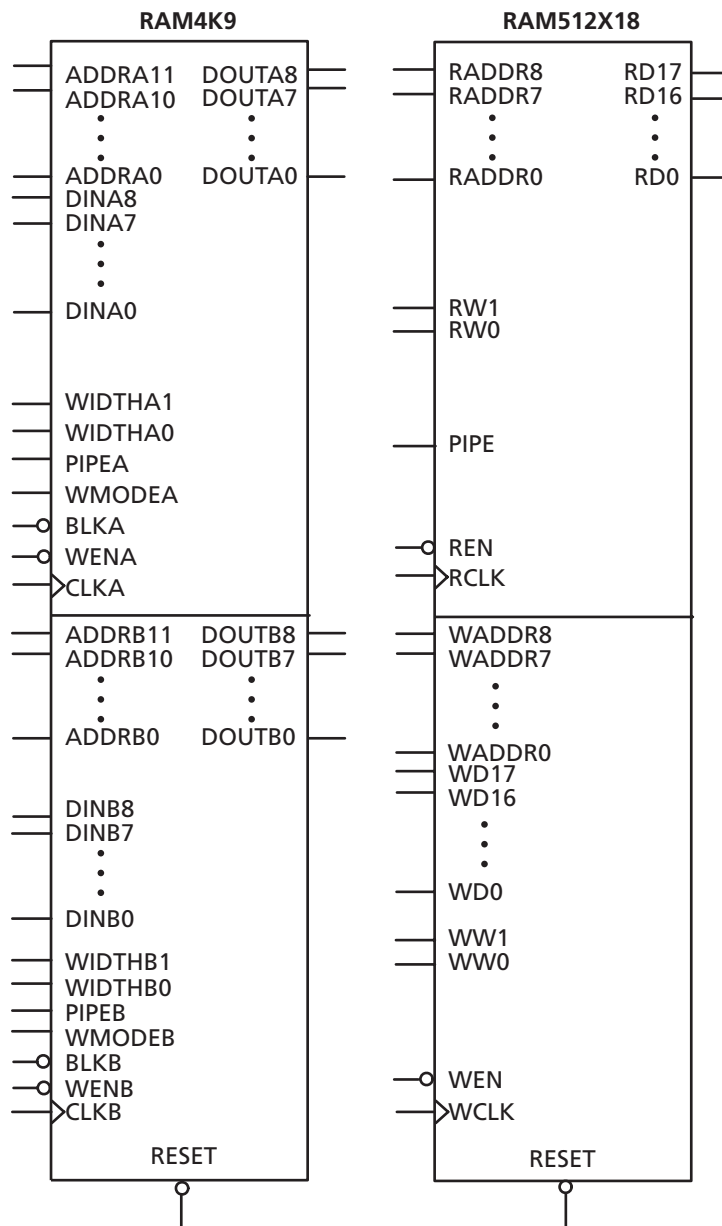 RAM4K9
ADDRA11 DOUTA8
ADDRA10 DOUTA7
ADDRA0 DOUTA0
DINA8
DINA7
DINA0
WIDTHA1
WIDTHA0
PIPEA
WMODEA
BLKA
WENA
CLKA
ADDRB11 DOUTB8
ADDRB10 DOUTB7
ADDRB0 DOUTB0
DINB8
DINB7
DINB0
WIDTHB1
WIDTHB0
PIPEB
WMODEB
BLKB
WENB
CLKB
RESET
RAM512X18
RADDR8 RD17
RADDR7 RD16
RADDR0 RD0
RW1
RW0
PIPE
REN
RCLK
WADDR8
WADDR7
WADDR0
WD17
WD16
WD0
WW1
WW0
WEN
WCLK
RESET